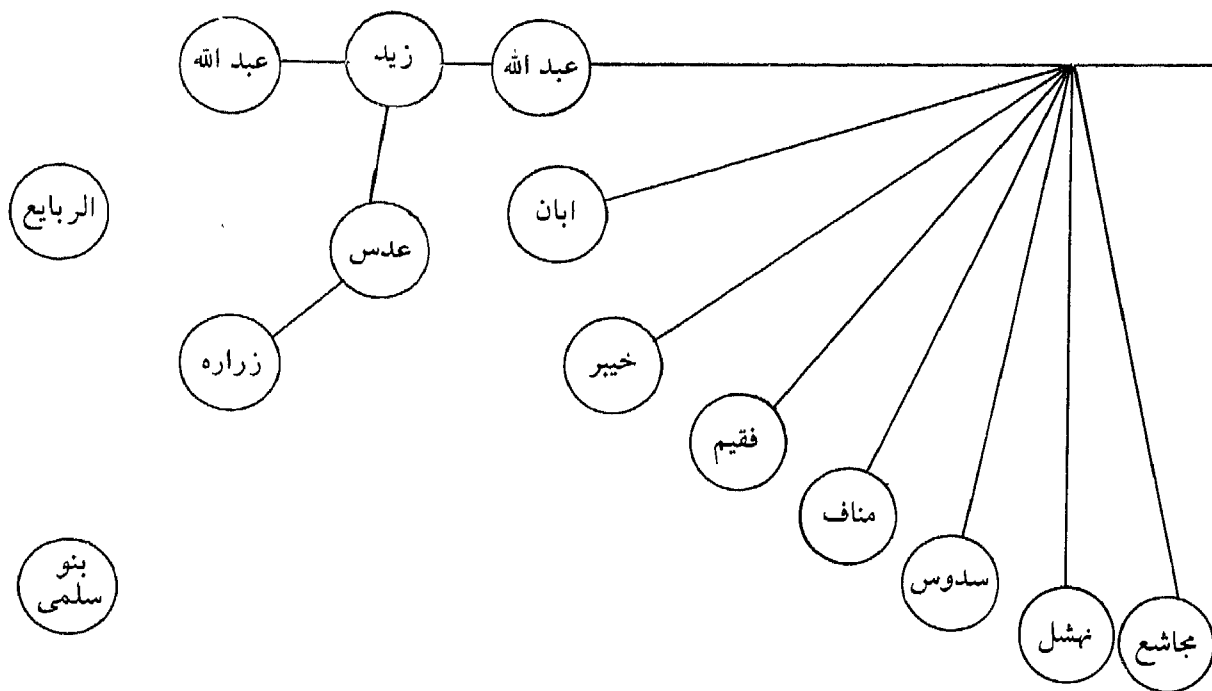 عبد الله
زيد
عبد الله
ابان
الربايع
عدس
خيبر
زراره
فقيم
مناف
سدوس
بنو
سلمى
نهشل
مجاشع